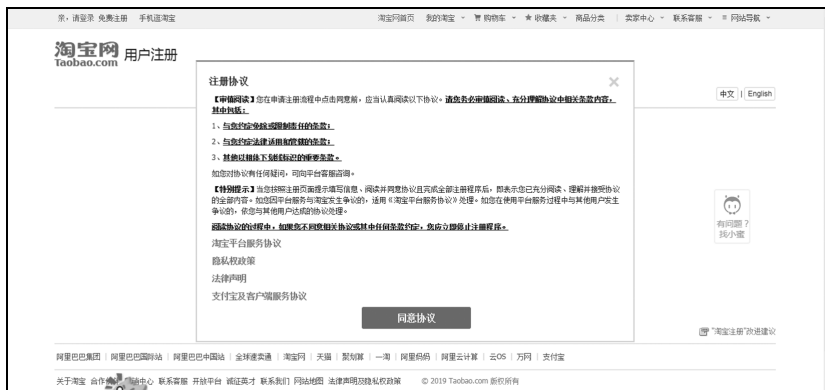 亲，请登录 免费注册 手机逛淘宝
淘宝网首页 我的淘宝 购物车 收藏夹 商品分类 | 卖家中心 联系客服 网站导航
淘宝网 用户注册
Taobao.com
中文 | English
注册协议
【审慎阅读】您在申请注册流程中点击同意前，应当认真阅读以下协议。请您务必审慎阅读、充分理解协议中相关条款内容，
其中包括：
1、与您约定免除或限制责任的条款；
2、与您约定法律适用和管辖的条款；
3、其他以粗体下划线标识的重要条款。
如您对协议有任何疑问，可向平台客服咨询。
【特别提示】当您按照注册页面提示填写信息、阅读并同意协议且完成全部注册程序后，即表示您已充分阅读、理解并接受协议
的全部内容。如您因平台服务与淘宝发生争议的，适用《淘宝平台服务协议》处理。如您在使用平台服务过程中与其他用户发生
争议的，依您与其他用户达成的协议处理。
阅读协议的过程中，如果您不同意相关协议或其中任何条款约定，您应立即停止注册程序。
淘宝平台服务协议
隐私权政策
法律声明
支付宝及客户端服务协议
同意协议
有问题？
找小蜜
"淘宝注册"改进建议
阿里巴巴集团 | 阿里巴巴国际站 | 阿里巴巴中国站 | 全球速卖通 | 淘宝网 | 天猫 | 聚划算 | 一淘 | 阿里妈妈 | 阿里云计算 | 云OS | 万网 | 支付宝
关于淘宝 合作 中心 联系客服 开放平台 诚征英才 联系我们 网站地图 法律声明及隐私权政策 © 2019 Taobao.com 版权所有